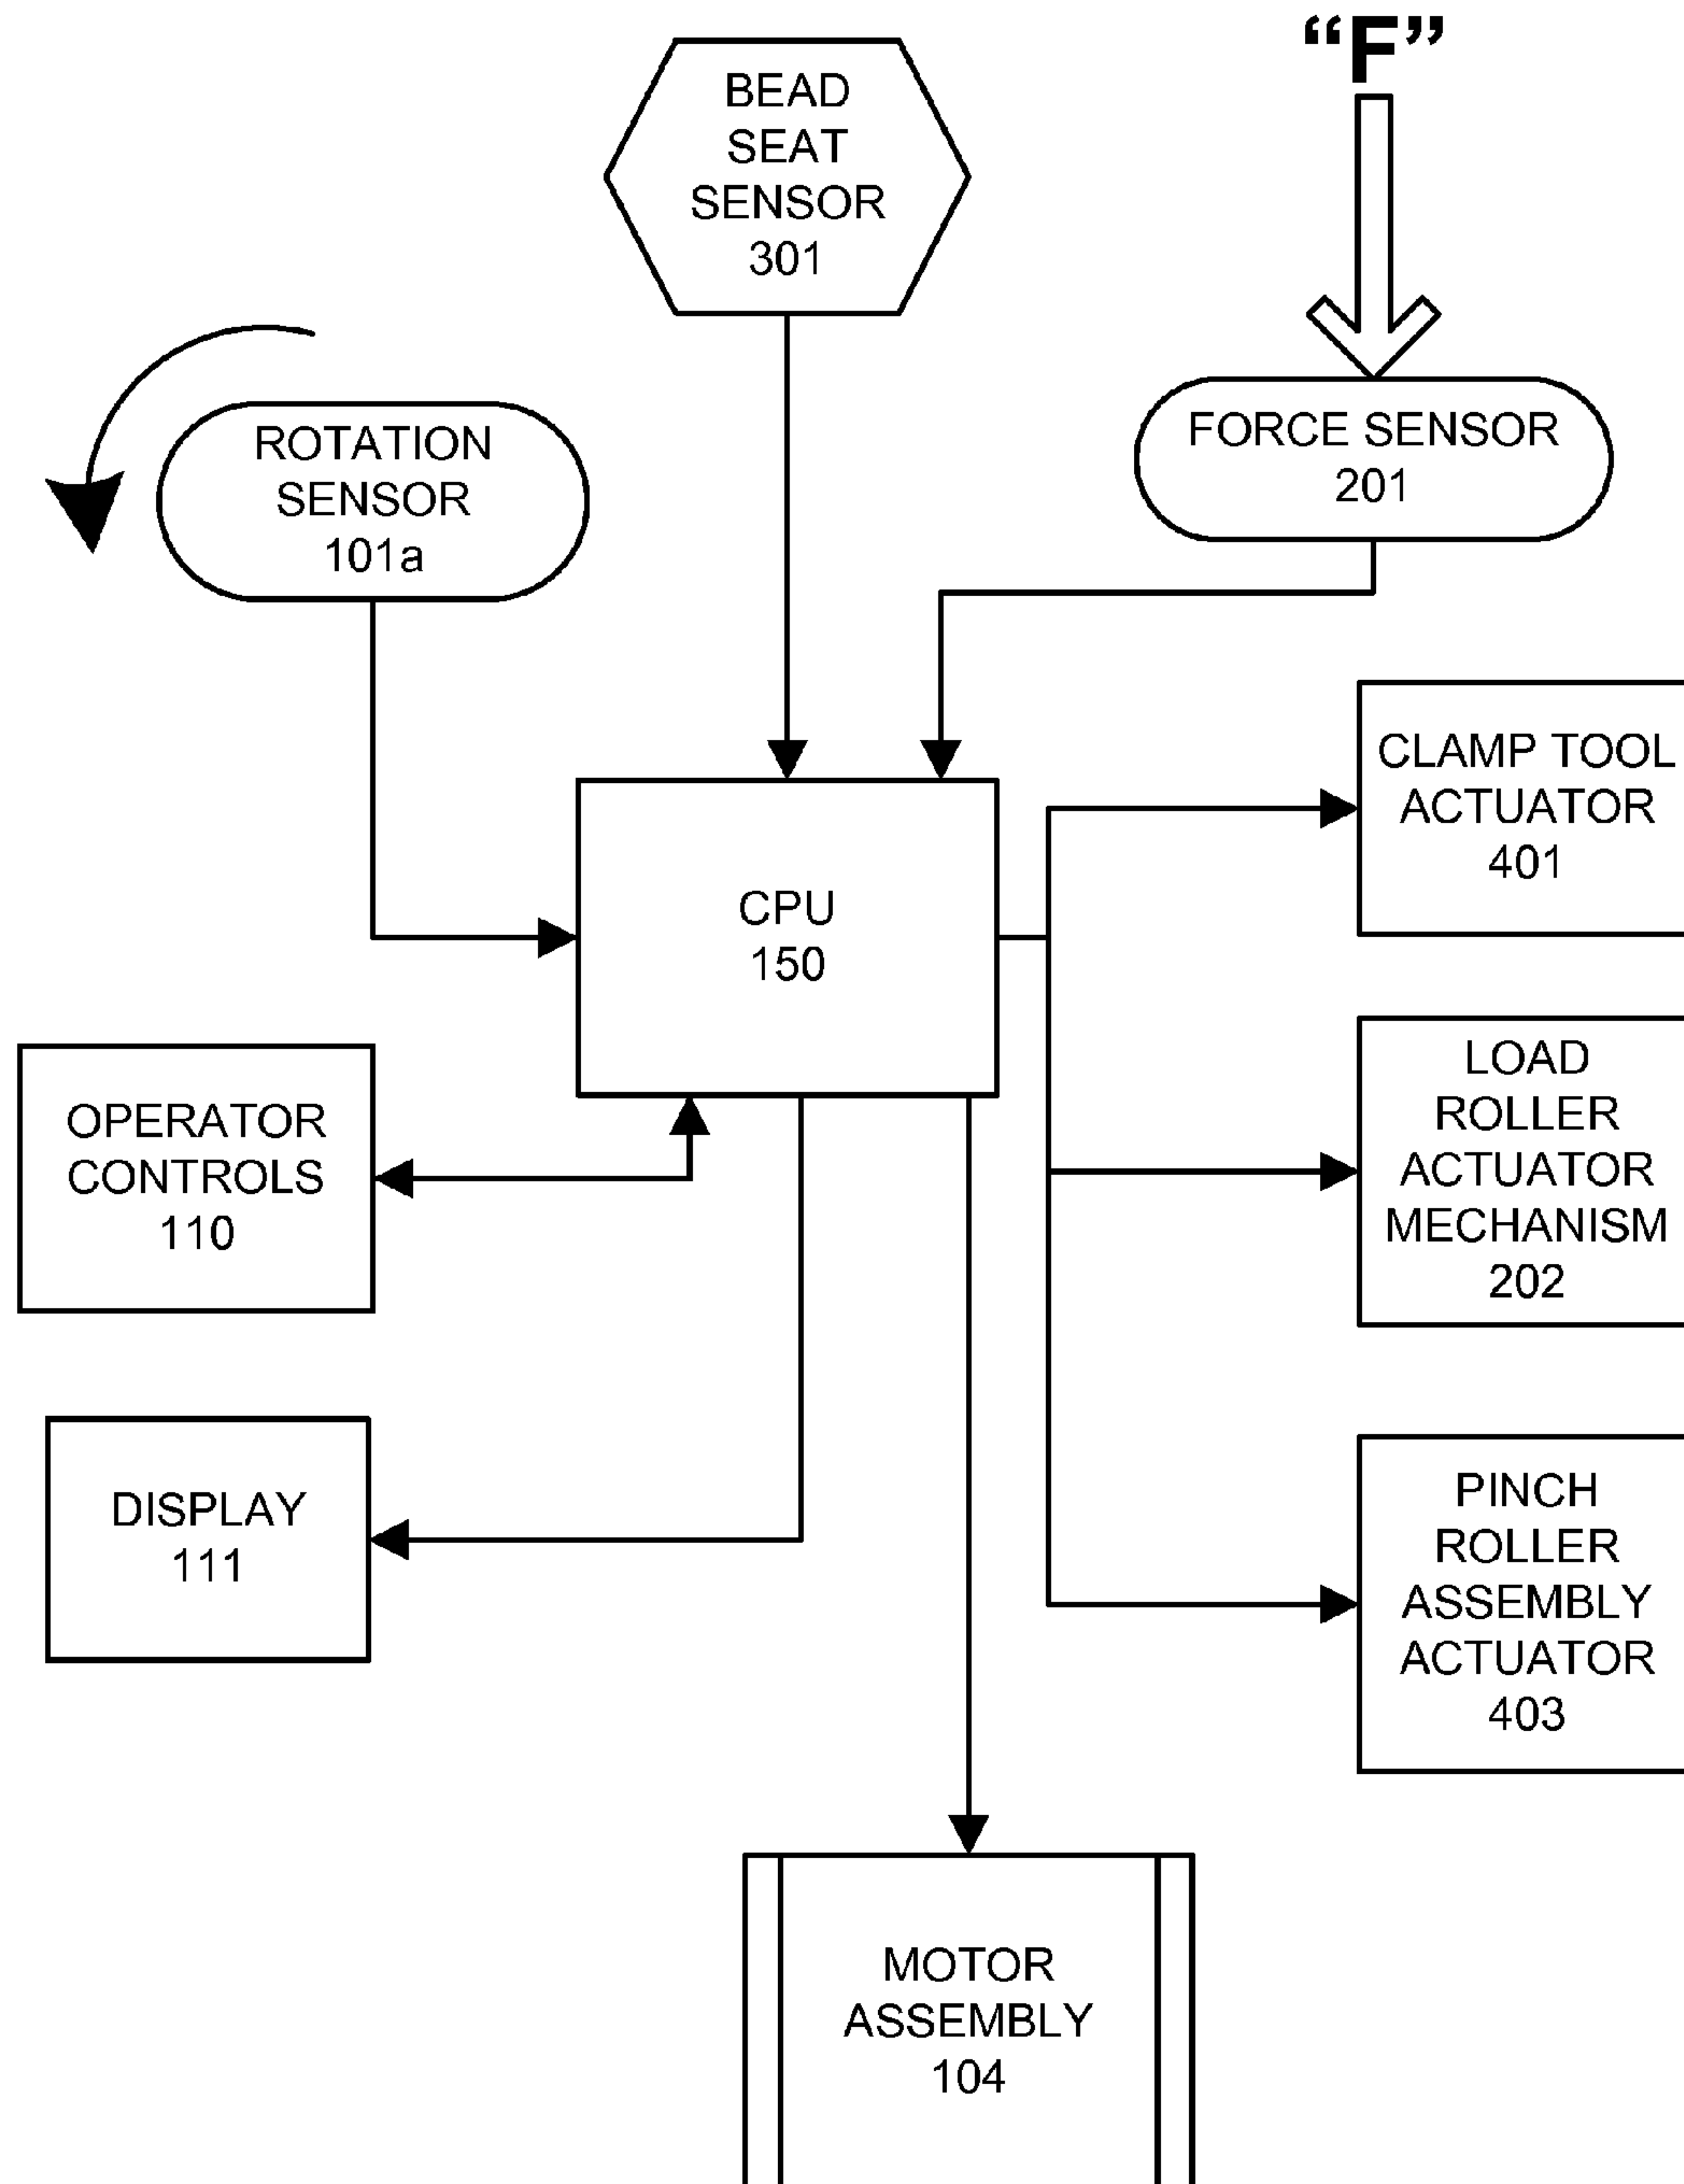 “F”
BEAD
SEAT
SENSOR
301
ROTATION
SENSOR
101a
FORCE SENSOR
201
CLAMP TOOL
ACTUATOR
401
CPU
150
LOAD
ROLLER
ACTUATOR
MECHANISM
202
OPERATOR
CONTROLS
110
DISPLAY
111
PINCH
ROLLER
ASSEMBLY
ACTUATOR
403
MOTOR
ASSEMBLY
104